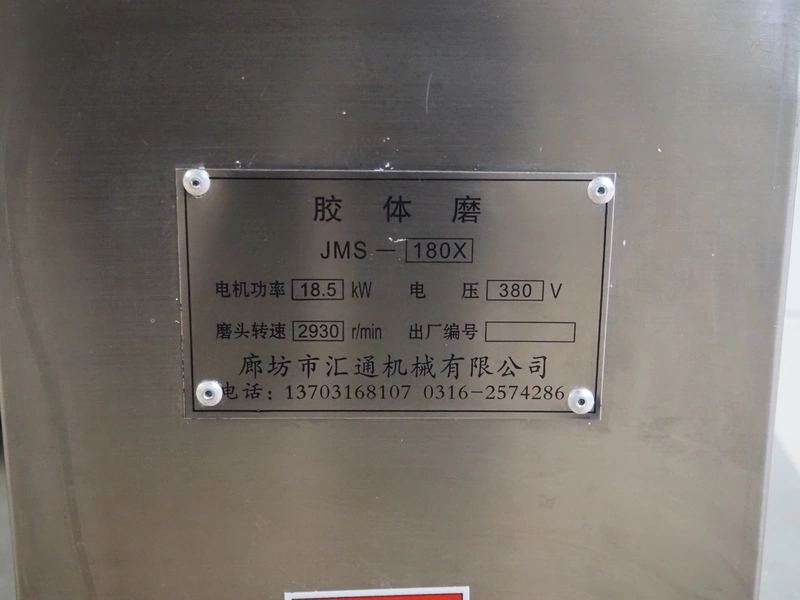 胶 体 磨
JMS — 180X
电机功率 18.5 kW 电 压 380 V
磨头转速 2930 r/min 出厂编号
廊坊市汇通机械有限公司
电话：13703168107 0316-2574286